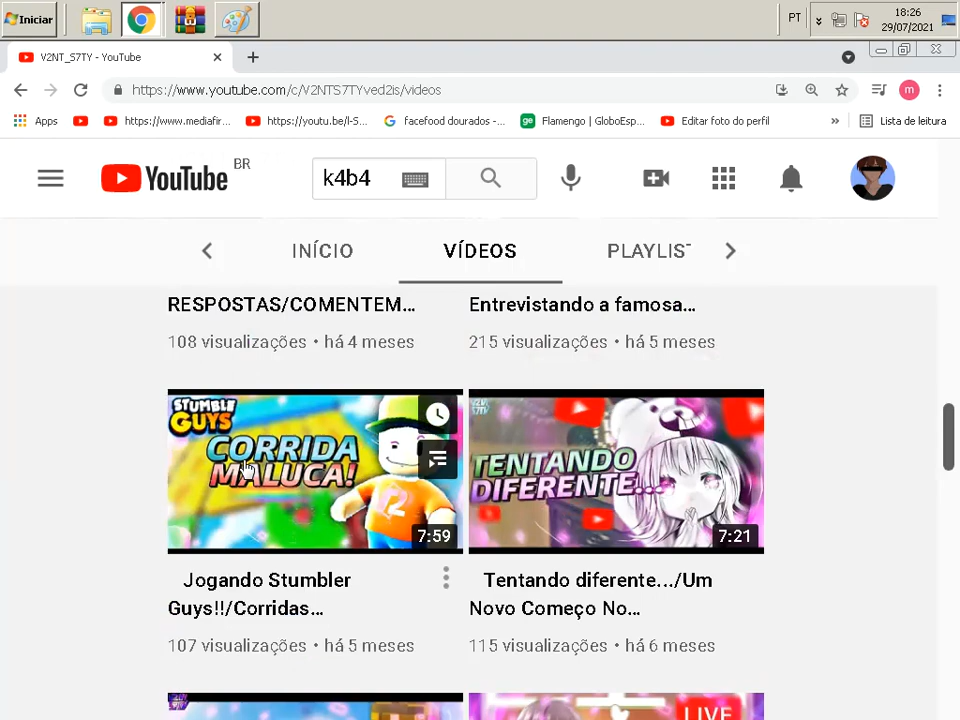 Iniciar
PT
18:26
29/07/2021
V2NT_S7TY - YouTube
https://www.youtube.com/c/V2NTS7TYved2is/videos
m
Apps
https://www.mediafir...
https://youtu.be/l-S...
facefood dourados -...
Flamengo | GloboEsp...
Editar foto do perfil
»
Lista de leitura
YouTube
BR
k4b4
INÍCIO
VÍDEOS
PLAYLIST
RESPOSTAS/COMENTEM...
108 visualizações • há 4 meses
Entrevistando a famosa...
215 visualizações • há 5 meses
STUMBLE
GUYS
CORRIDA
MALUCA!
7:59
V2NT
S7TY
TENTANDO
DIFERENTE...
7:21
Jogando Stumbler
Guys!!/Corridas...
107 visualizações • há 5 meses
Tentando diferente.../Um
Novo Começo No...
115 visualizações • há 6 meses
LIVE